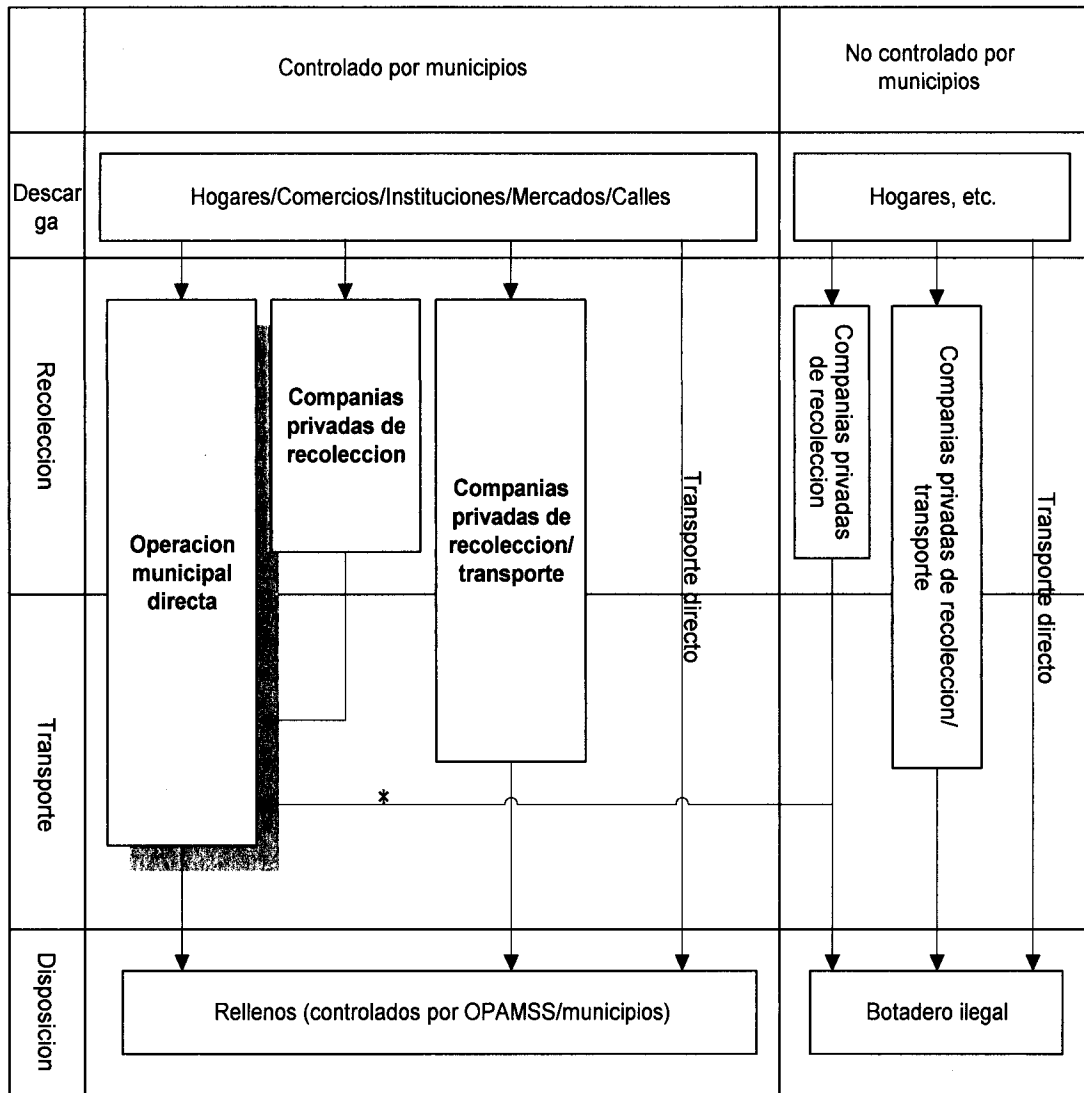 Controlado por municipios
No controlado por
municipios
Descar
ga
Hogares/Comercios/Instituciones/Mercados/Calles
Hogares, etc.
Recoleccion
Operacion
municipal
directa
Companias
privadas de
recoleccion
Companias
privadas de
recoleccion/
transporte
Transporte directo
Companias privadas
de recoleccion
Companias privadas de recoleccion/
transporte
Transporte directo
Transporte
*
Disposicion
Rellenos (controlados por OPAMSS/municipios)
Botadero ilegal